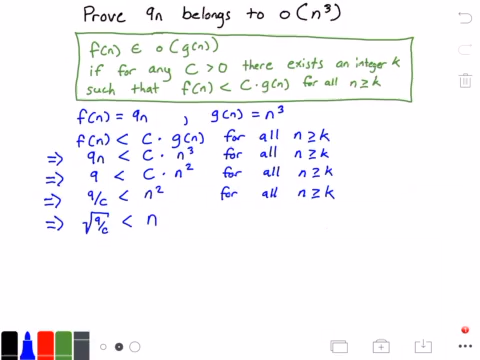 Prove 9n belongs to o(n³)
f(n) ∈ o(g(n))
if for any C>0 there exists an integer k
such that f(n) < C·g(n) for all n≥k
f(n) = 9n , g(n) = n³
f(n) < C · g(n) for all n≥k
=> 9n < C · n³ for all n≥k
=> 9 < C · n² for all n≥k
=> 9/c < n² for all n≥k
=> √9/c < n